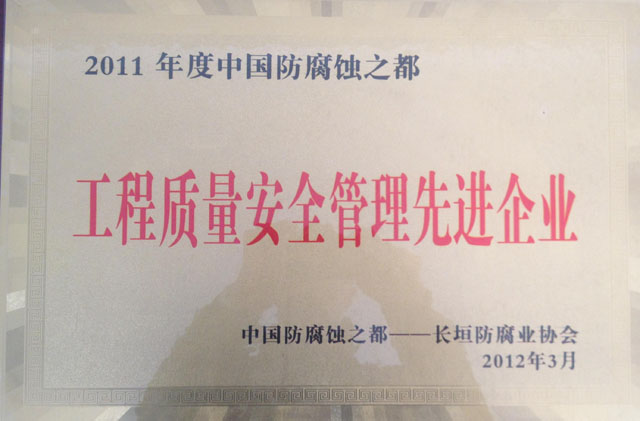 2011 年度中国防腐蚀之都
工程质量安全管理先进企业
中国防腐蚀之都——长垣防腐业协会
2012年3月